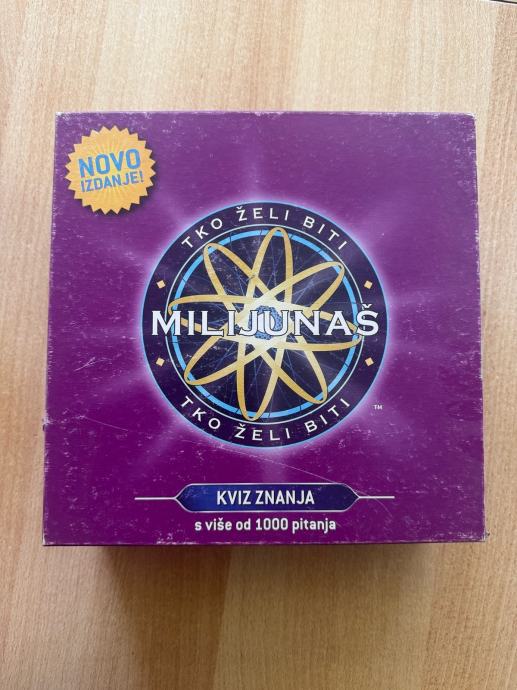 NOVO
IZDANJE!
TKO ŽELI BITI
MILIJUNAŠ
TKO ŽELI BITI
™
KVIZ ZNANJA
s više od 1000 pitanja